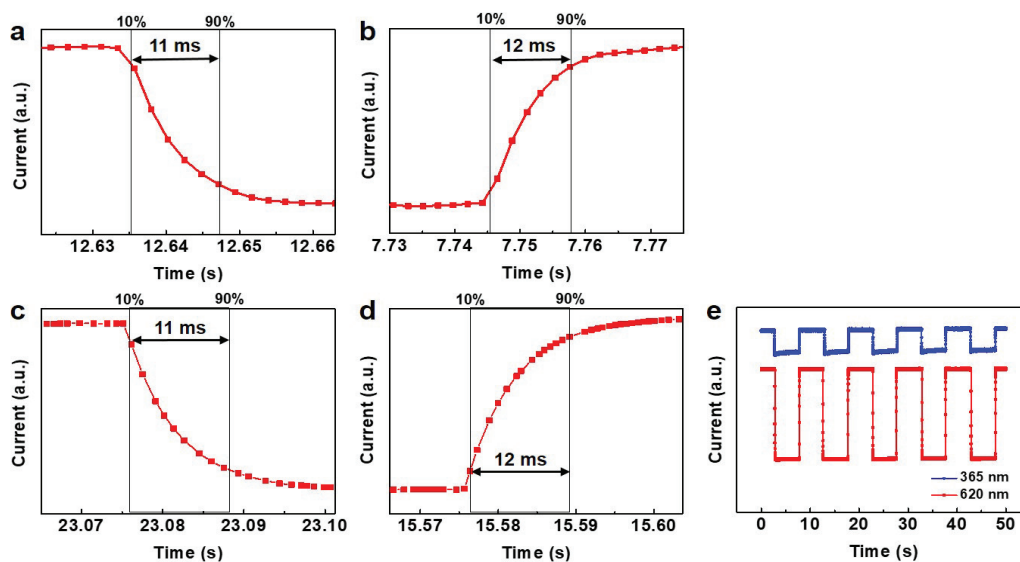 a
10% 90%
11 ms
Current (a.u.)
12.63 12.64 12.65 12.66
Time (s)
b
10% 90%
12 ms
Current (a.u.)
7.73 7.74 7.75 7.76 7.77
Time (s)
c
10% 90%
11 ms
Current (a.u.)
23.07 23.08 23.09 23.10
Time (s)
d
10% 90%
12 ms
Current (a.u.)
15.57 15.58 15.59 15.60
Time (s)
e
Current (a.u.)
365 nm
620 nm
0 10 20 30 40 50
Time (s)